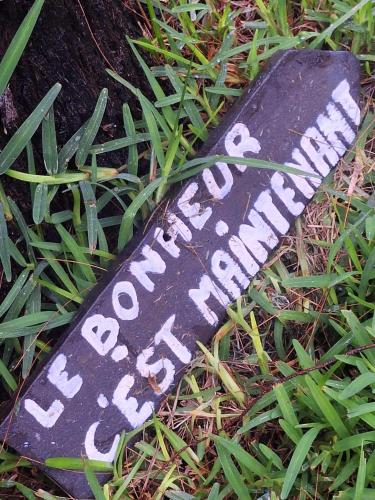 LE BONHEUR
C'EST MAINTENANT